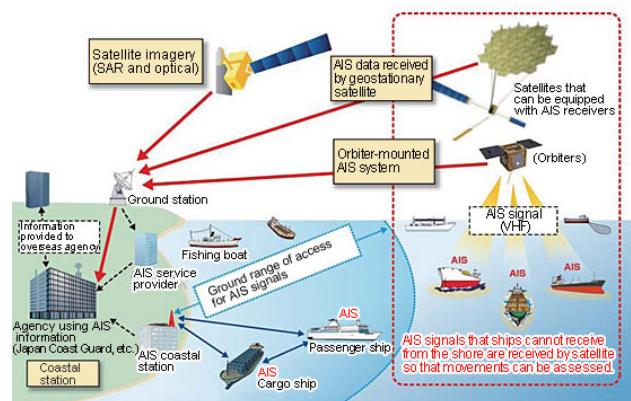 Satellite imagery
(SAR and optical)
AIS data received
by geostationary
satellite
Satellites that
can be equipped
with AIS receivers
Orbiter-mounted
AIS system
(Orbiters)
Ground station
AIS signal
(VHF)
Information
provided to
overseas agency
AIS service
provider
Fishing boat
Ground range of access
for AIS signals
AIS
AIS
AIS
Agency using AIS
information
(Japan Coast Guard, etc.)
Coastal
station
AIS coastal
station
AIS
Passenger ship
AIS
Cargo ship
AIS signals that ships cannot receive
from the shore are received by satellite
so that movements can be assessed.